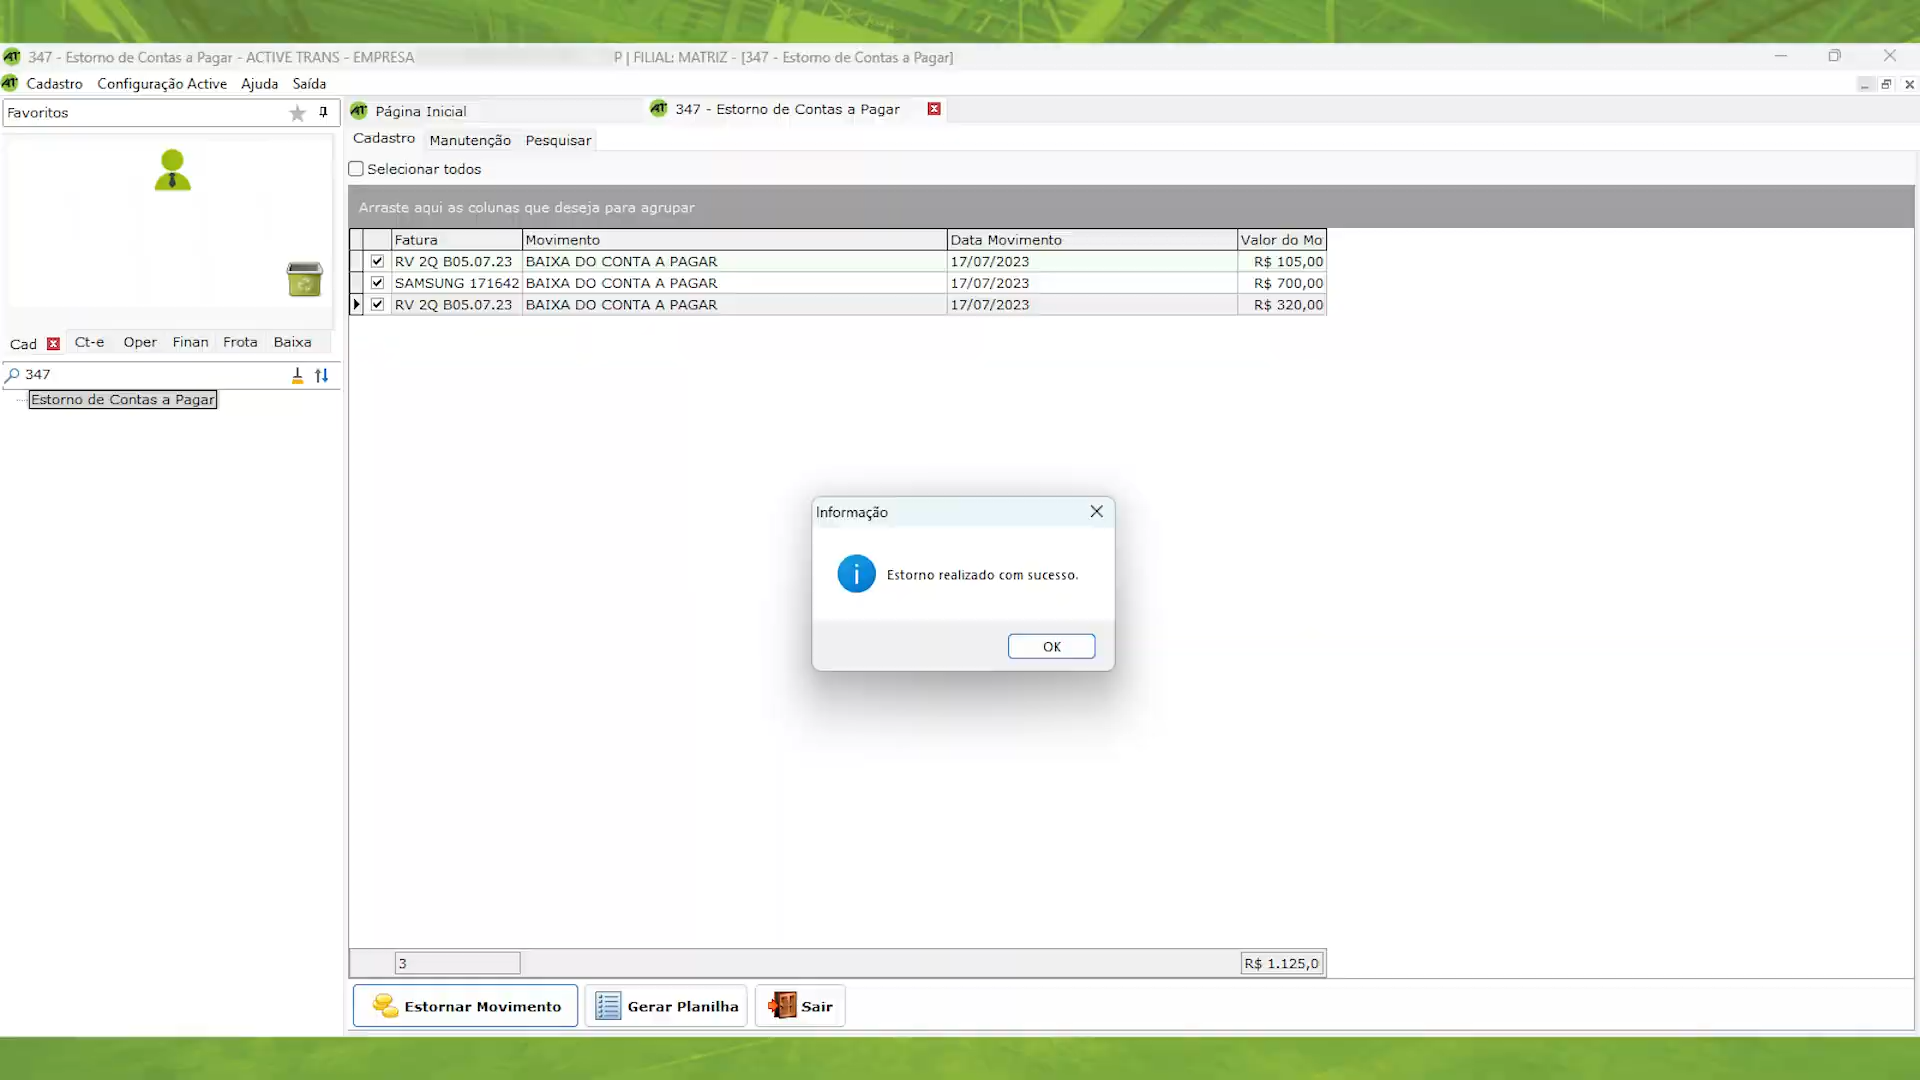 347 - Estorno de Contas a Pagar - ACTIVE TRANS - EMPRESA P | FILIAL: MATRIZ - [347 - Estorno de Contas a Pagar]
Cadastro Configuração Active Ajuda Saída
Favoritos
Página Inicial
347 - Estorno de Contas a Pagar
Cadastro Manutenção Pesquisar
Selecionar todos
Arraste aqui as colunas que deseja para agrupar
Fatura Movimento Data Movimento Valor do Mo
RV 2Q B05.07.23 BAIXA DO CONTA A PAGAR 17/07/2023 R$ 105,00
SAMSUNG 171642 BAIXA DO CONTA A PAGAR 17/07/2023 R$ 700,00
RV 2Q B05.07.23 BAIXA DO CONTA A PAGAR 17/07/2023 R$ 320,00
Cad Ct-e Oper Finan Frota Baixa
347
Estorno de Contas a Pagar
Informação
Estorno realizado com sucesso.
OK
3 R$ 1.125,0
Estornar Movimento Gerar Planilha Sair